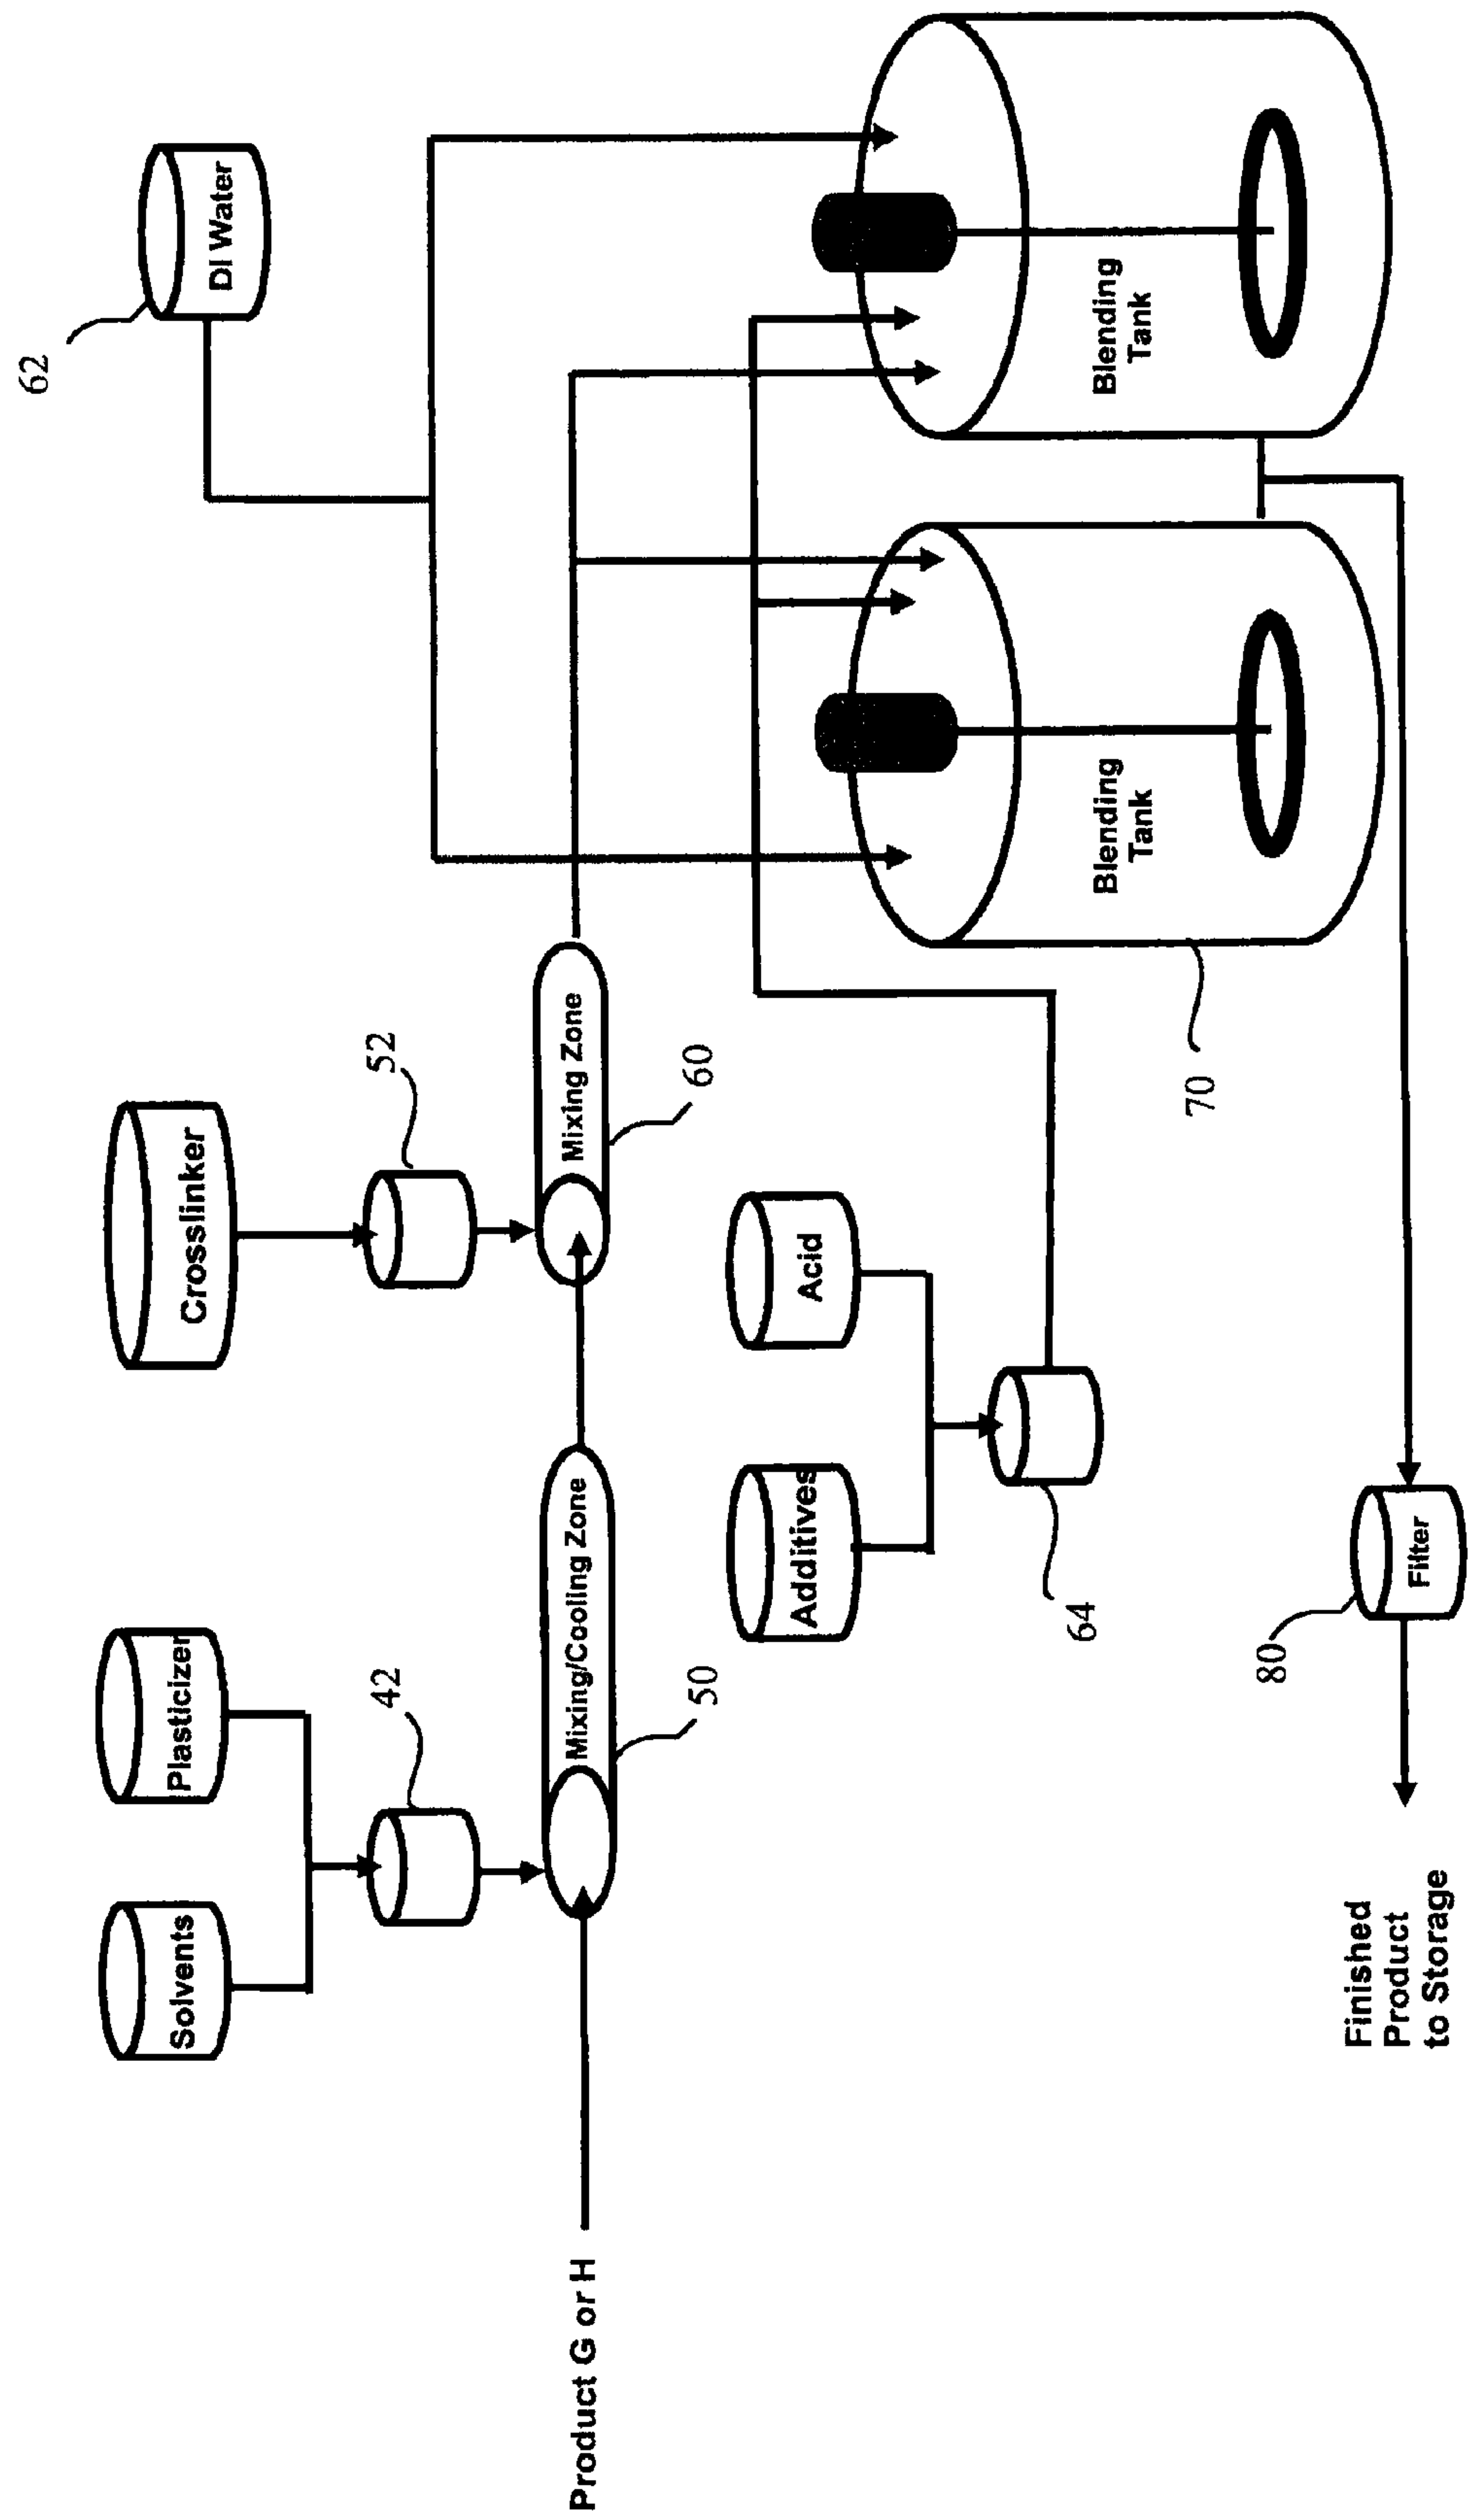 62
DI Water
Crosslinker
52
Plasticizer
Solvents
42
Mixing Zone
60
Mixing/Cooling Zone
50
Product G or H
Acid
Additives
64
Blending
Tank
Blending
Tank
70
80
Filter
Finished
Product
to Storage